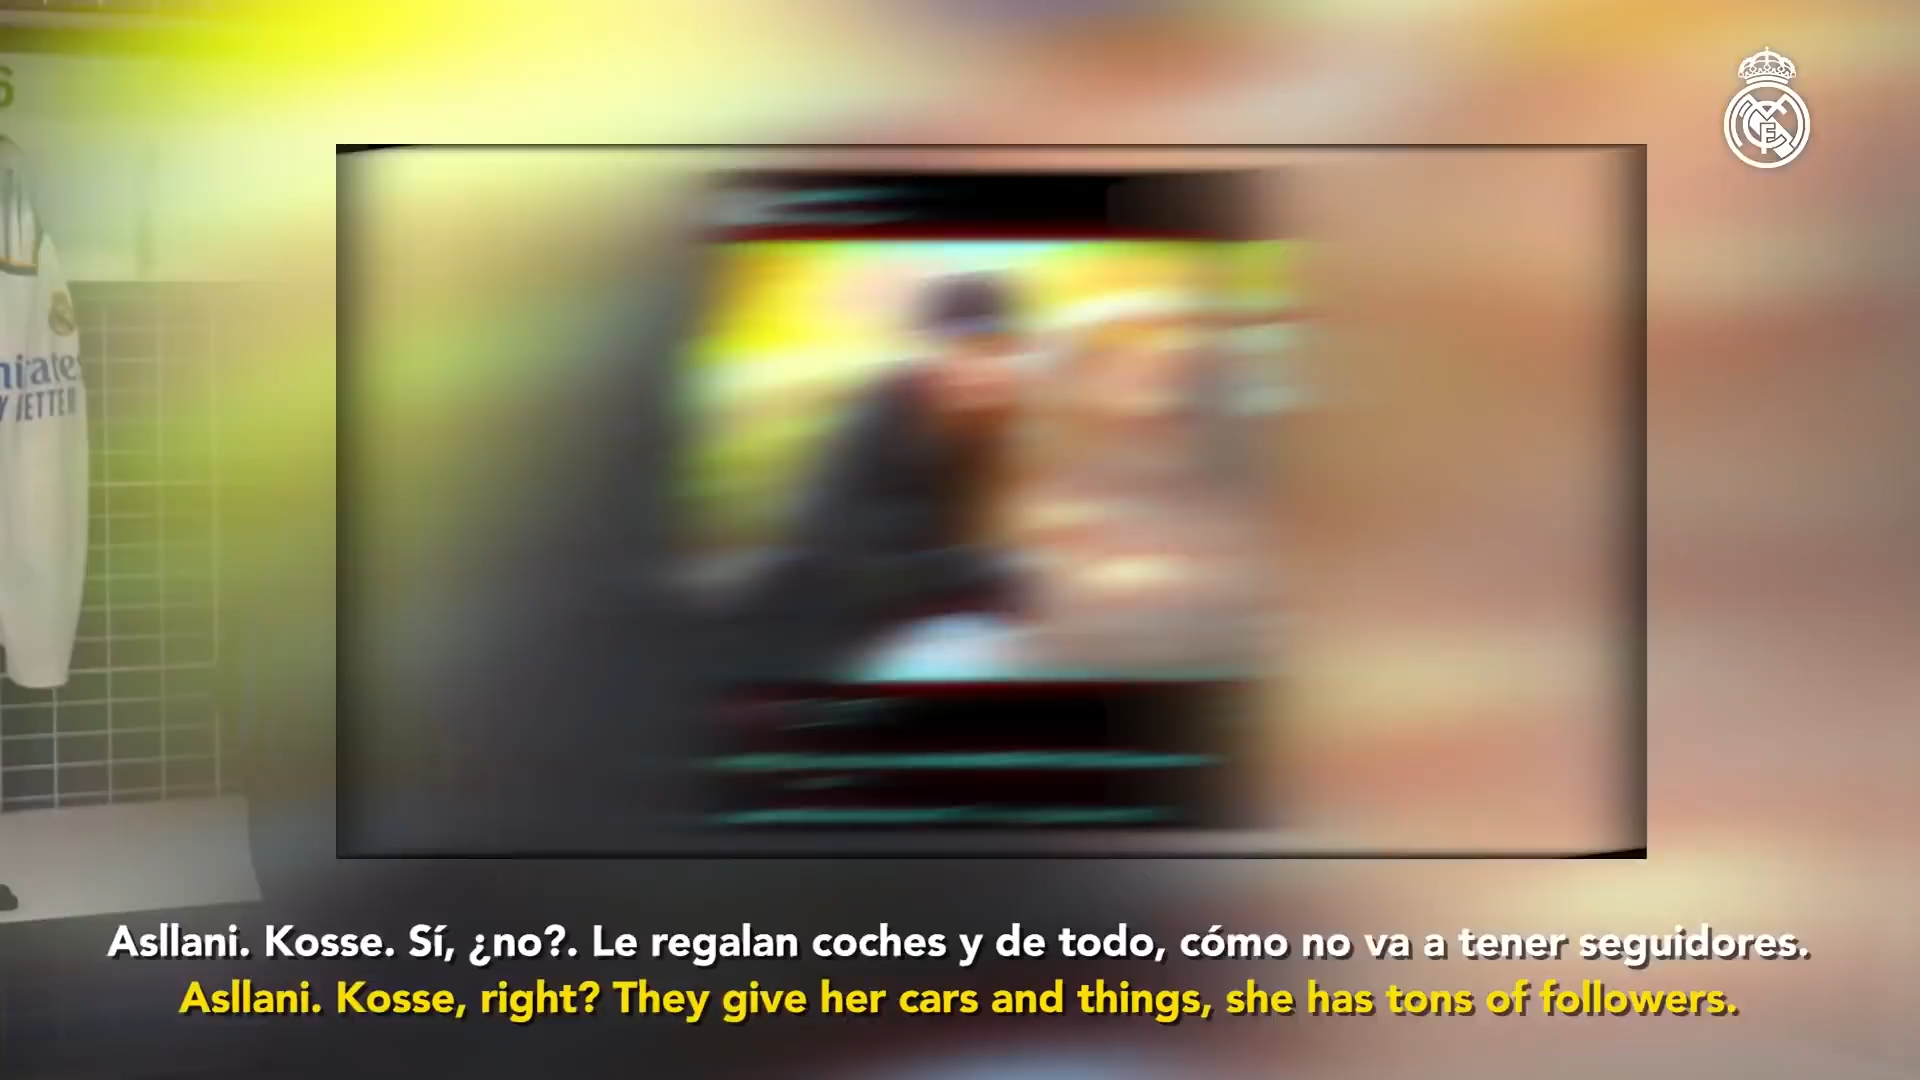 6
Asllani. Kosse. Sí, ¿no?. Le regalan coches y de todo, cómo no va a tener seguidores.
Asllani. Kosse, right? They give her cars and things, she has tons of followers.